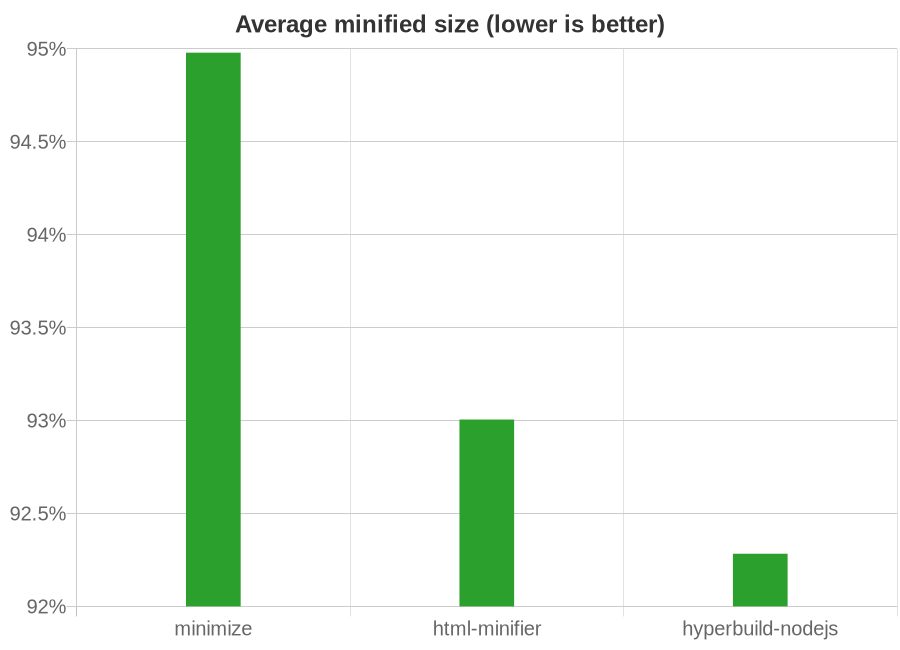 Average minified size (lower is better)
95%
94.5%
94%
93.5%
93%
92.5%
92%
minimize
html-minifier
hyperbuild-nodejs